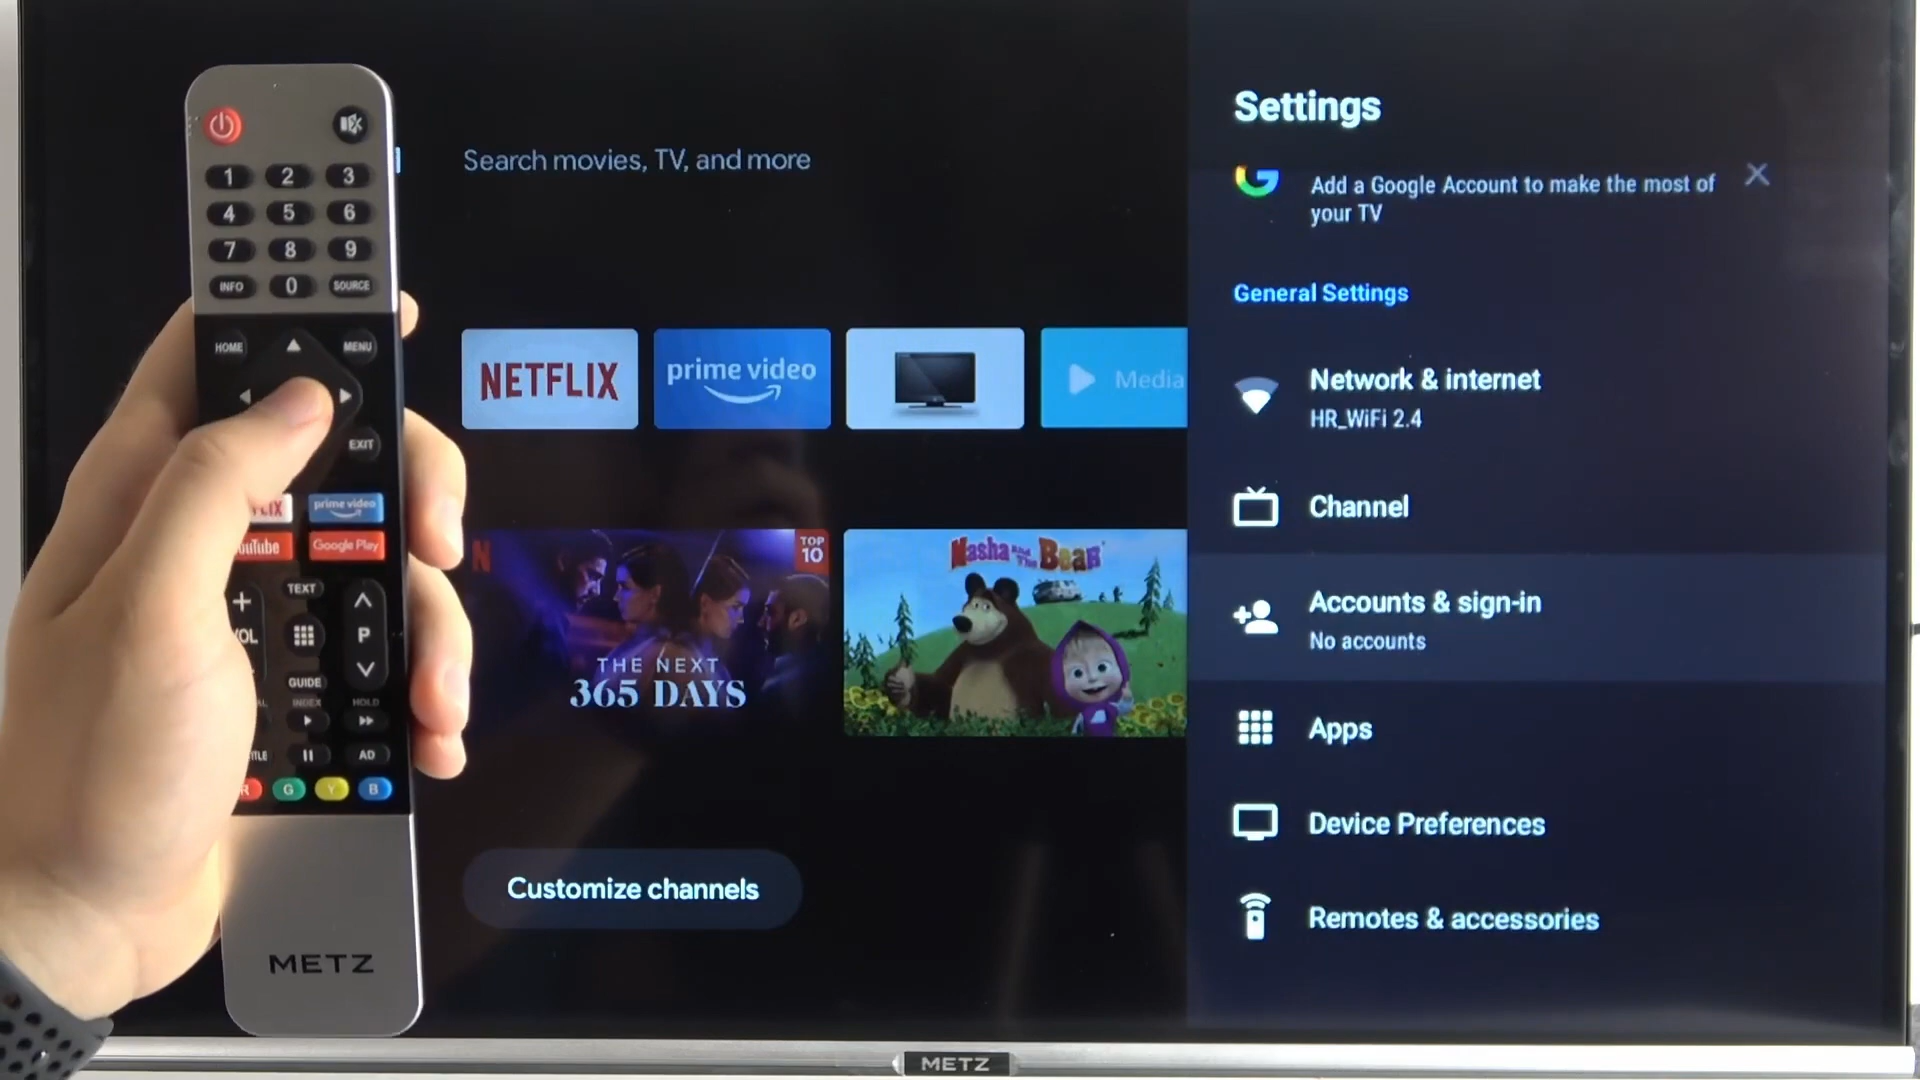 1 2 3
4 5 6
7 8 9
INFO 0 SOURCE
HOME MENU
EXIT
prime video
Google Play
TEXT
P
GUIDE
INDEX HOLD
AD
R G Y B
METZ
Search movies, TV, and more
NETFLIX
prime video
Media
N
TOP
10
THE NEXT
365 DAYS
Masha and The Bear
Customize channels
Settings
Add a Google Account to make the most of
your TV
General Settings
Network & internet
HR_WiFi 2.4
Channel
Accounts & sign-in
No accounts
Apps
Device Preferences
Remotes & accessories
METZ